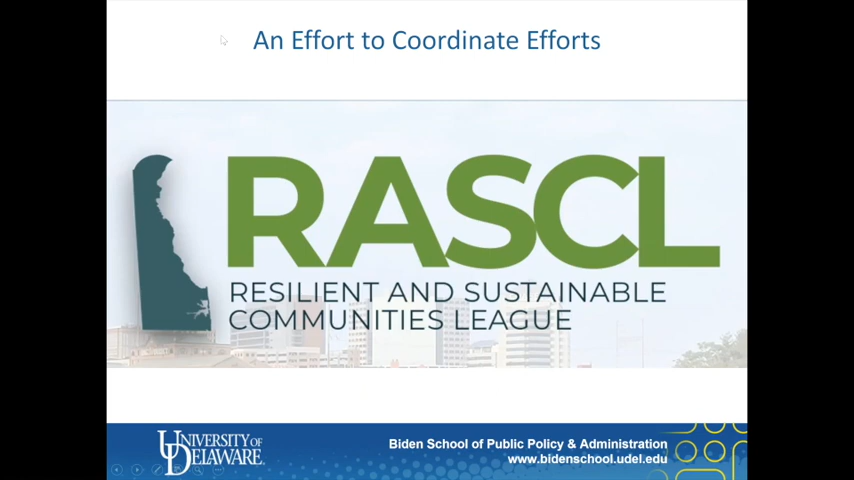 An Effort to Coordinate Efforts
RASCL
RESILIENT AND SUSTAINABLE
COMMUNITIES LEAGUE
UNIVERSITY OF
DELAWARE
Biden School of Public Policy & Administration
www.bidenschool.udel.edu